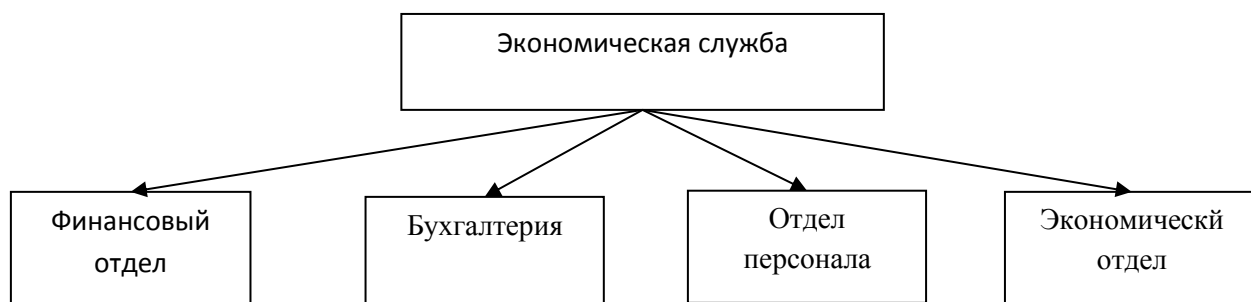 Экономическая служба
Финансовый
отдел
Бухгалтерия
Отдел
персонала
Экономическй
отдел